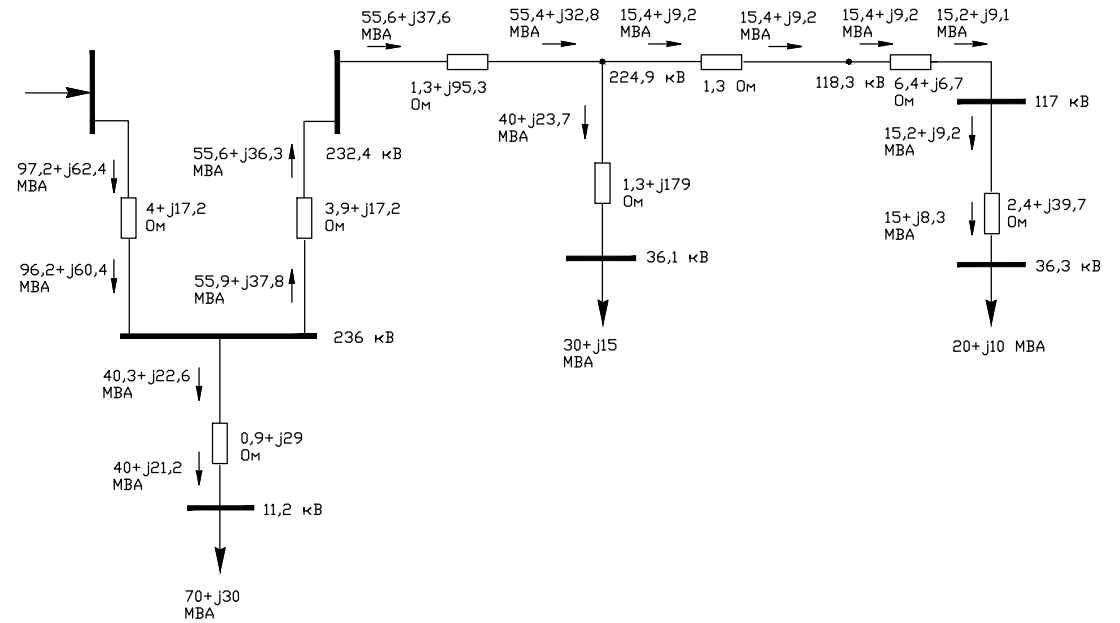 55,6+j37,6
МВА
55,4+j32,8
МВА
15,4+j9,2
МВА
15,4+j9,2
МВА
15,4+j9,2
МВА
15,2+j9,1
МВА
1,3+j95,3
Ом
224,9 кВ
1,3 Ом
118,3 кВ
6,4+j6,7
Ом
117 кВ
40+j23,7
МВА
15,2+j9,2
МВА
97,2+j62,4
МВА
55,6+j36,3
МВА
232,4 кВ
1,3+j179
Ом
4+j17,2
Ом
3,9+j17,2
Ом
15+j8,3
МВА
2,4+j39,7
Ом
96,2+j60,4
МВА
55,9+j37,8
МВА
36,1 кВ
36,3 кВ
236 кВ
30+j15
МВА
20+j10 МВА
40,3+j22,6
МВА
0,9+j29
Ом
40+j21,2
МВА
11,2 кВ
70+j30
МВА